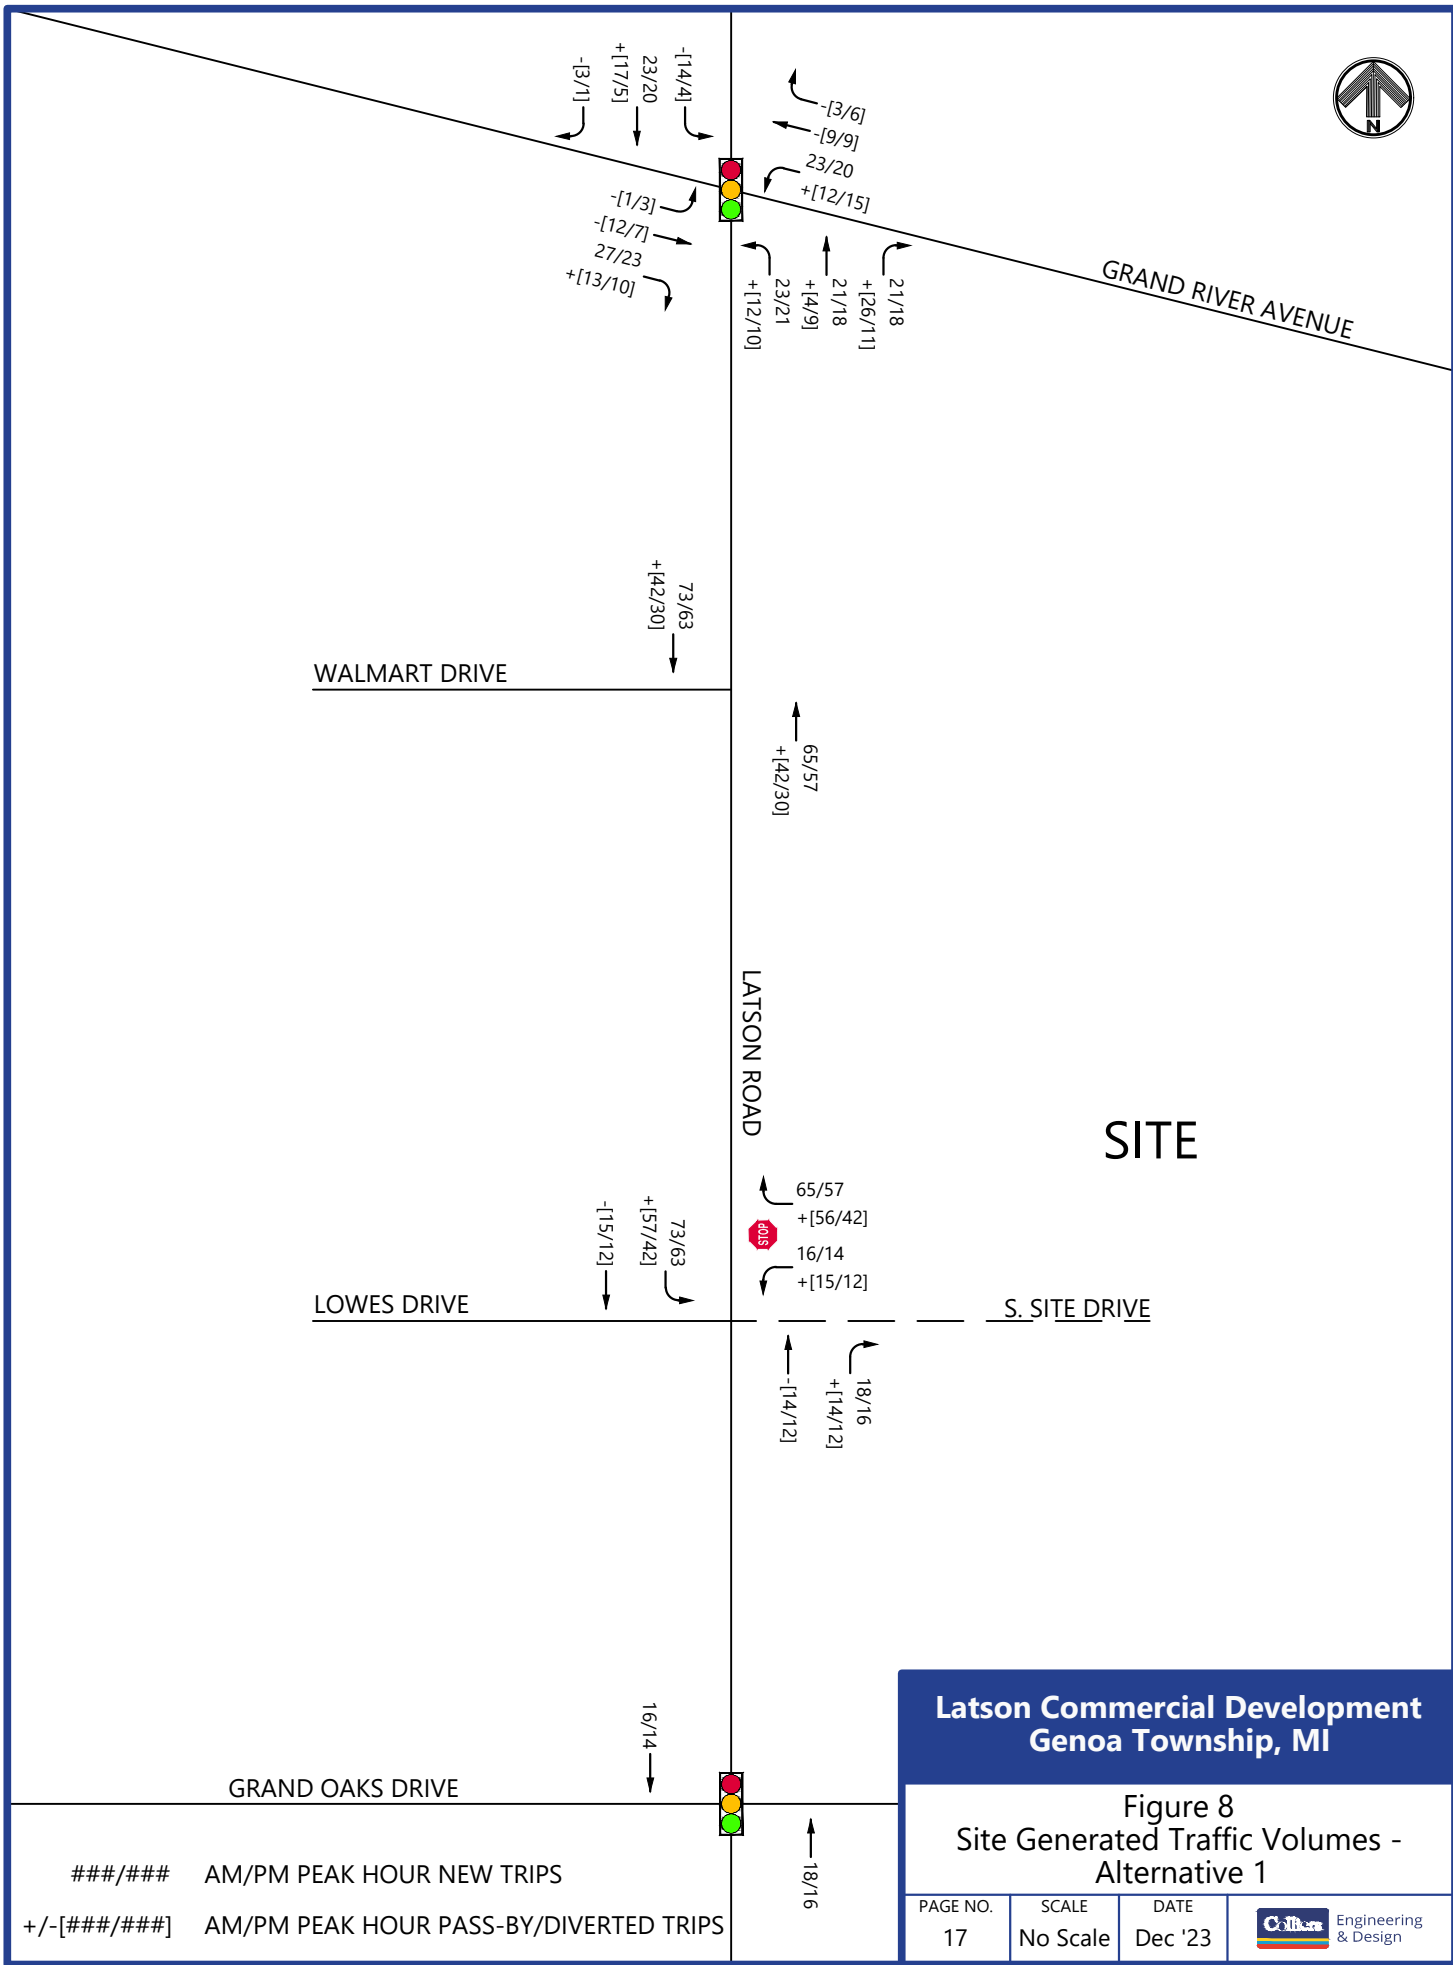 -[14/4]
23/20
+[17/5]
-[3/1]
-[3/6]
-[9/9]
23/20
+[12/15]
N
-[1/3]
-[12/7]
27/23
+[13/10]
21/18
+[26/11]
21/18
+[4/9]
23/21
+[12/10]
GRAND RIVER AVENUE
73/63
+[42/30]
WALMART DRIVE
65/57
+[42/30]
LATSON ROAD
SITE
65/57
+[56/42]
STOP
16/14
+[15/12]
73/63
+[57/42]
-[15/12]
LOWES DRIVE
S. SITE DRIVE
18/16
+[14/12]
-[14/12]
16/14
GRAND OAKS DRIVE
18/16
###/### AM/PM PEAK HOUR NEW TRIPS
+/-[###/###] AM/PM PEAK HOUR PASS-BY/DIVERTED TRIPS
Latson Commercial Development
Genoa Township, MI
Figure 8
Site Generated Traffic Volumes -
Alternative 1
PAGE NO. SCALE DATE
17 No Scale Dec '23
Colliers Engineering
& Design